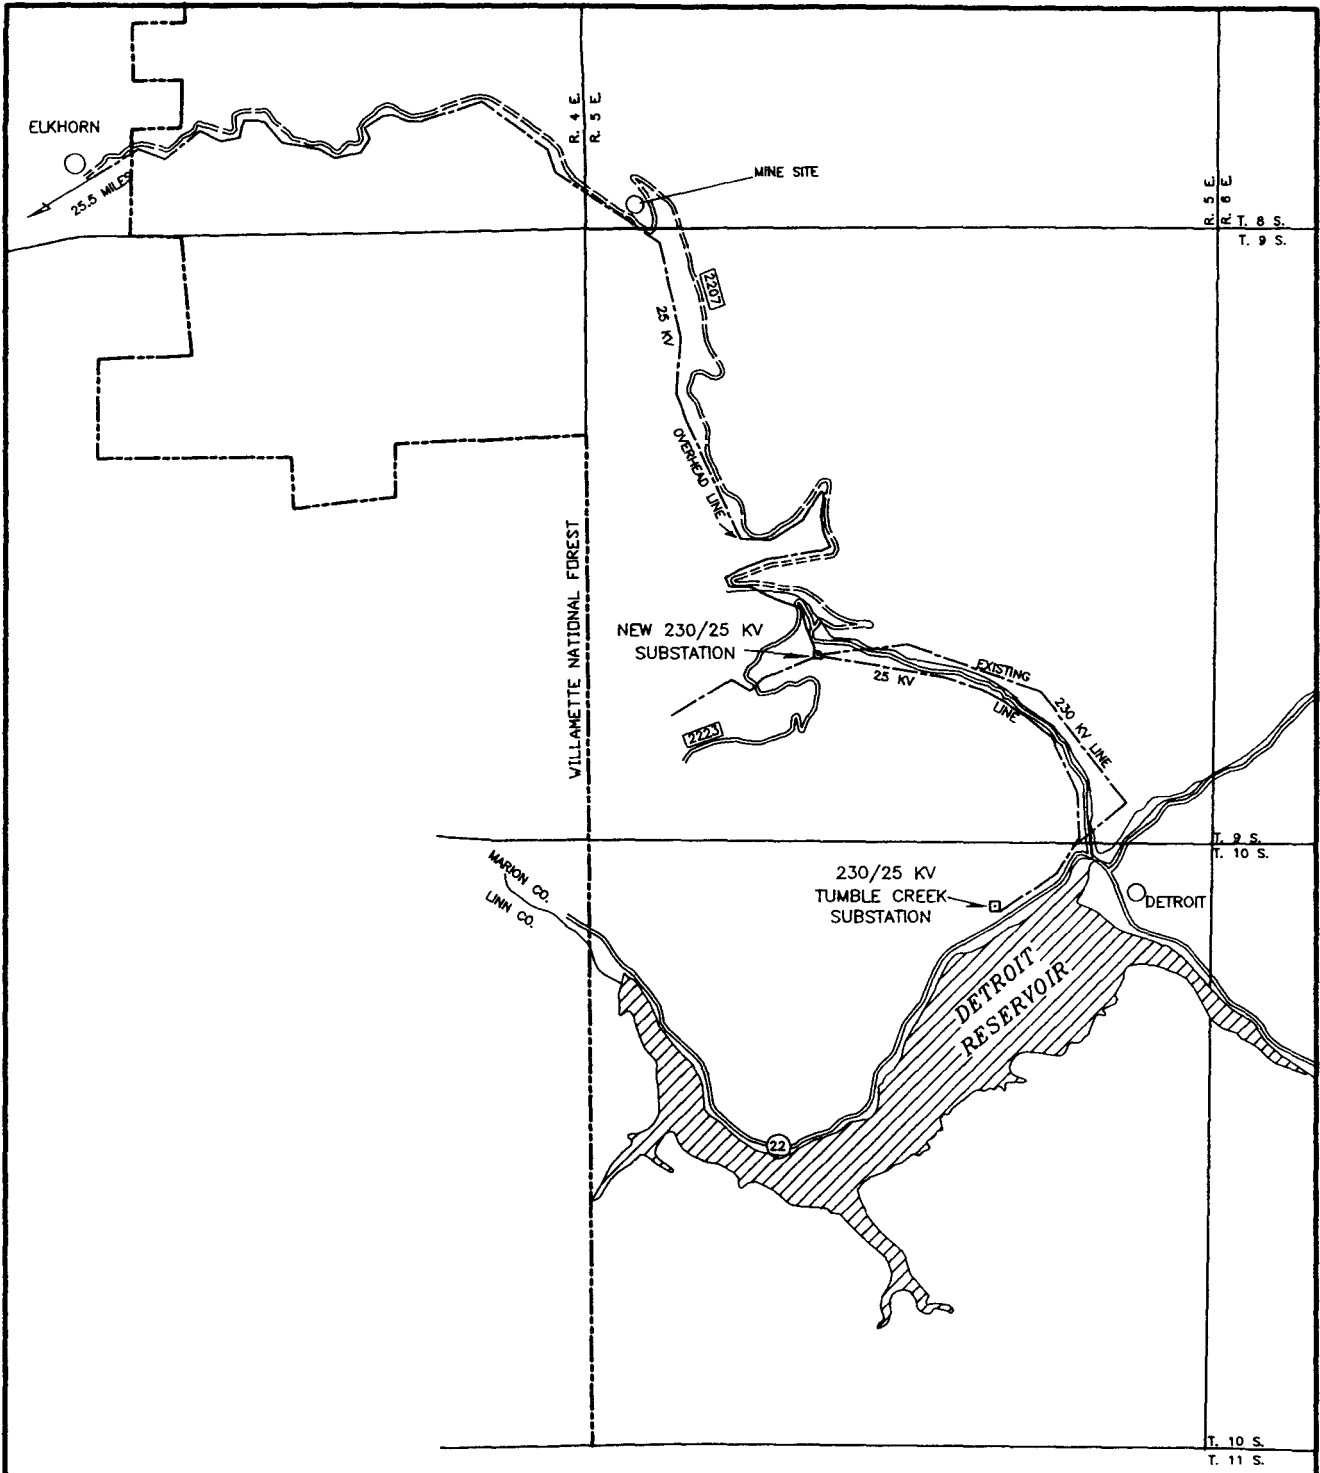 ELKHORN
25.5 MILES
R. 4 E.
R. 5 E.
MINE SITE
R. 5 E.
R. 6 E.
T. 8 S.
T. 9 S.
2207
25 KV
OVERHEAD LINE
WILLAMETTE NATIONAL FOREST
NEW 230/25 KV
SUBSTATION
EXISTING
230 KV LINE
25 KV
LINE
2223
T. 9 S.
T. 10 S.
MARION CO.
LINN CO.
230/25 KV
TUMBLE CREEK
SUBSTATION
DETROIT
DETROIT
RESERVOIR
22
T. 10 S.
T. 11 S.